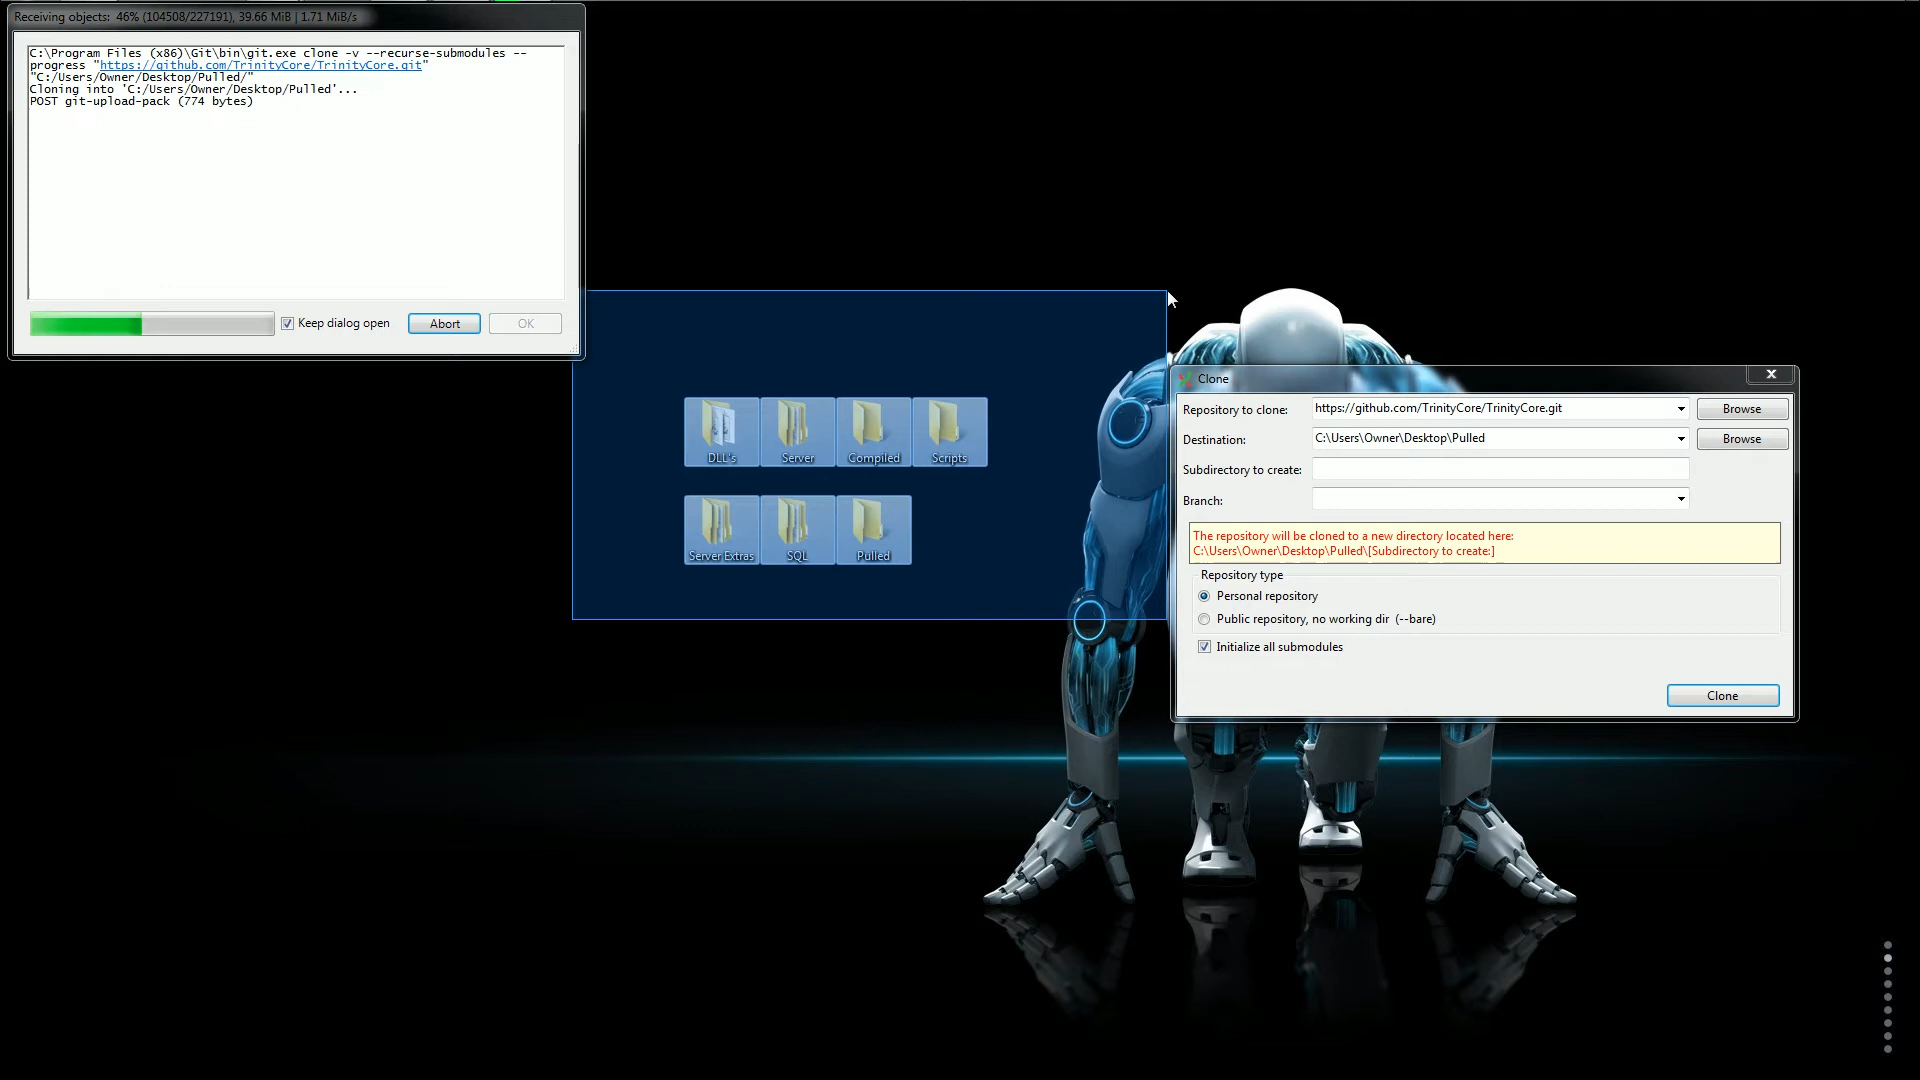 Receiving objects: 46% (104508/227191), 39.66 MiB | 1.71 MiB/s
C:\Program Files (x86)\Git\bin\git.exe clone -v --recurse-submodules --
progress "https://github.com/TrinityCore/TrinityCore.git"
"C:/Users/Owner/Desktop/Pulled/"
Cloning into 'C:/Users/Owner/Desktop/Pulled'...
POST git-upload-pack (774 bytes)
Keep dialog open
Abort
OK
DLL's
Server
Compiled
Scripts
Server Extras
SQL
Pulled
Clone
Repository to clone: https://github.com/TrinityCore/TrinityCore.git Browse
Destination: C:\Users\Owner\Desktop\Pulled Browse
Subdirectory to create:
Branch:
The repository will be cloned to a new directory located here:
C:\Users\Owner\Desktop\Pulled\[Subdirectory to create:]
Repository type
Personal repository
Public repository, no working dir (--bare)
Initialize all submodules
Clone